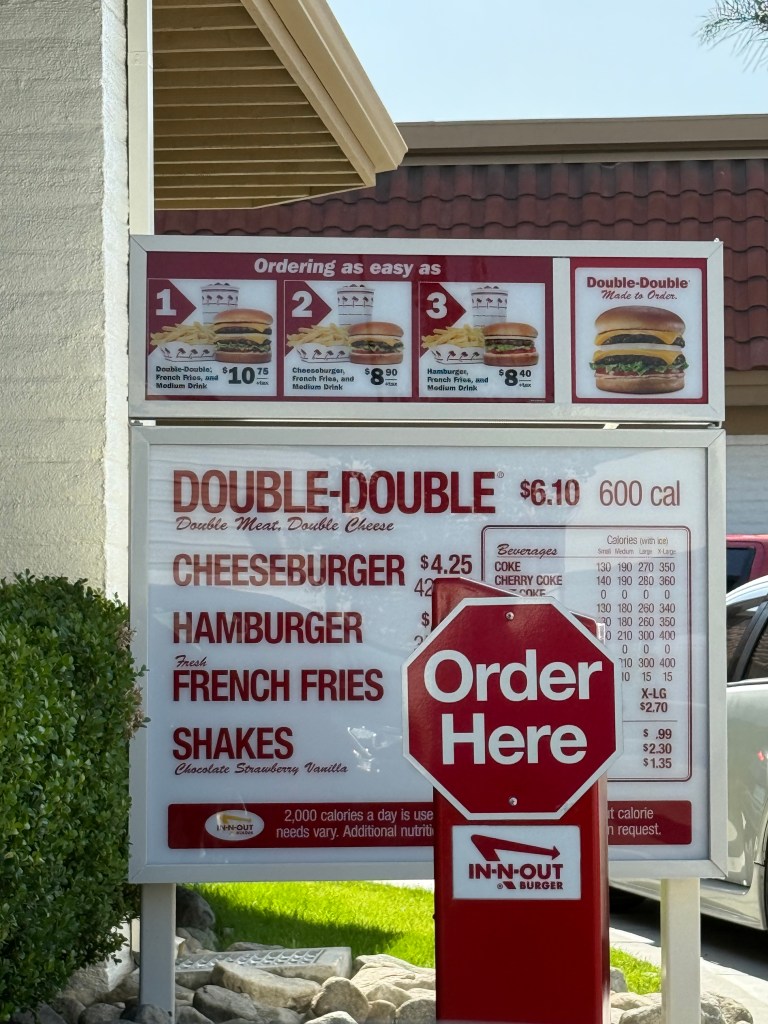 Ordering as easy as
1
Double-Double,
French Fries, and
Medium Drink
$10 75
+tax
2
Cheeseburger,
French Fries, and
Medium Drink
$8 90
+tax
3
Hamburger,
French Fries, and
Medium Drink
$8 40
+tax
Double-Double®
Made to Order.
DOUBLE-DOUBLE® $6.10 600 cal
Double Meat, Double Cheese
CHEESEBURGER $4.25
HAMBURGER $
Fresh
FRENCH FRIES
SHAKES
Chocolate Strawberry Vanilla
Calories (with ice)
Beverages Small Medium Large X-Large
COKE 130 190 270 350
CHERRY COKE 140 190 280 360
COKE 0 0 0 0
130 180 260 340
180 260 350
210 300 400
0 0 0
300 400
15 15
X-LG
$2.70
$ .99
$2.30
$1.35
IN-N-OUT
2,000 calories a day is use
needs vary. Additional nutriti
calorie
request.
Order
Here
IN-N-OUT
® BURGER